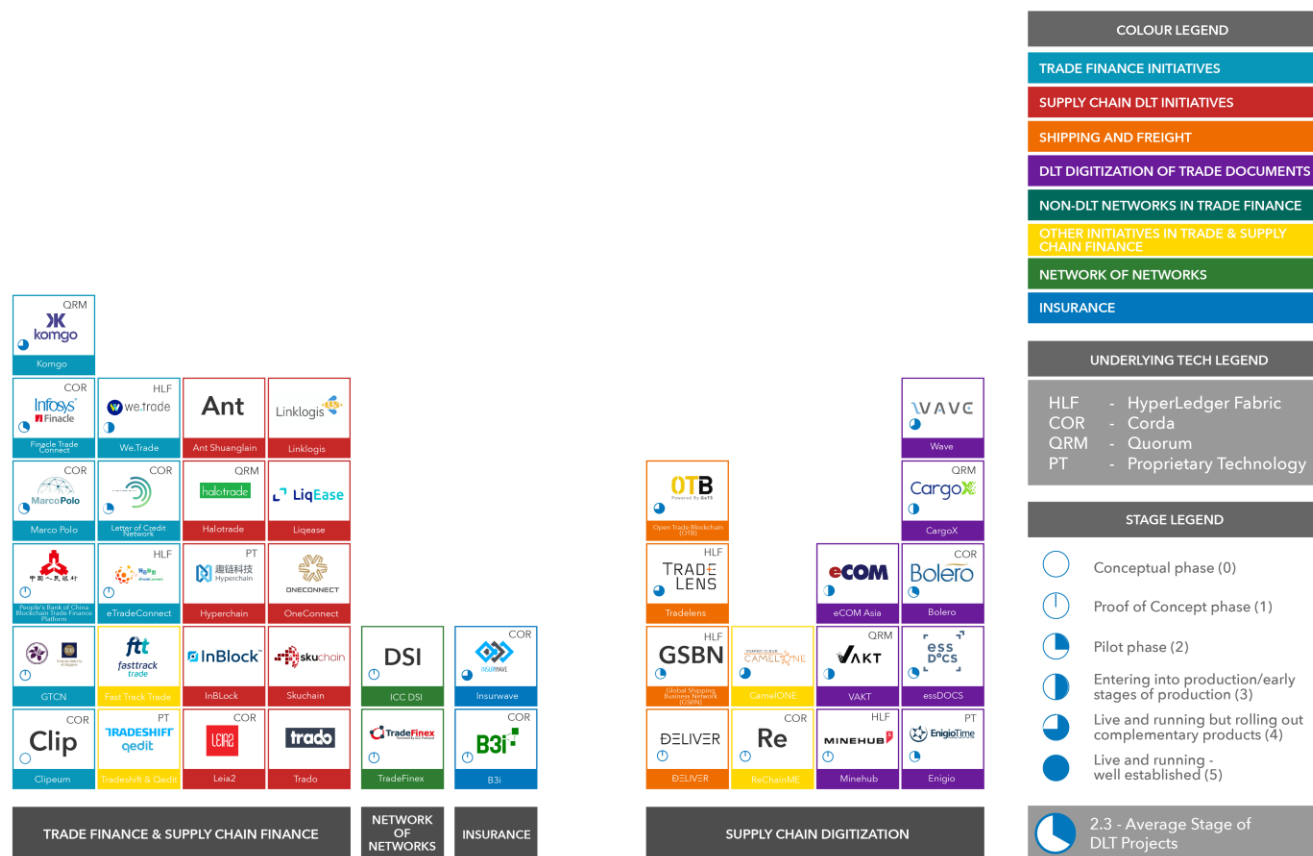 COLOUR LEGEND
TRADE FINANCE INITIATIVES
SUPPLY CHAIN DLT INITIATIVES
SHIPPING AND FREIGHT
DLT DIGITIZATION OF TRADE DOCUMENTS
NON-DLT NETWORKS IN TRADE FINANCE
OTHER INITIATIVES IN TRADE & SUPPLY
CHAIN FINANCE
NETWORK OF NETWORKS
INSURANCE
UNDERLYING TECH LEGEND
HLF - HyperLedger Fabric
COR - Corda
QRM - Quorum
PT - Proprietary Technology
STAGE LEGEND
Conceptual phase (0)
Proof of Concept phase (1)
Pilot phase (2)
Entering into production/early
stages of production (3)
Live and running but rolling out
complementary products (4)
Live and running -
well established (5)
2.3 - Average Stage of
DLT Projects
QRM
komgo
Komgo
COR
Infosys
Finacle
Finacle Trade
Connect
HLF
we.trade
We.Trade
Ant
Ant Shuanglain
Linklogis
Linklogis
COR
MarcoPolo
Marco Polo
COR
Letter of Credit
Network
QRM
halotrade
Halotrade
LiqEase
Liqease
中国人民银行
People's Bank of China
Blockchain Trade Finance
Platform
HLF
eTradeConnect
PT
趣链科技
Hyperchain
Hyperchain
ONECONNECT
OneConnect
GTCN
ftt
fasttrack
trade
Fast Track Trade
InBlock
InBLock
skuchain
Skuchain
COR
Clip
Clipeum
PT
TRADESHIFT
qedit
Tradeshift & Qedit
COR
LEIA2
Leia2
trado
Trado
DSI
ICC DSI
TradeFinex
TradeFinex
COR
INSURWAVE
Insurwave
COR
B3i
B3i
WAVE
Wave
OTB
Powered By GUTS
Open Trade Blockchain
(OTB)
QRM
CargoX
CargoX
HLF
TRADE
LENS
Tradelens
eCOM
eCOM Asia
COR
Bolero
Bolero
HLF
GSBN
Global Shipping
Business Network
(GSBN)
CAMELONE
CamelONE
QRM
VAKT
VAKT
ess
DOCS
essDOCS
DELIVER
DELIVER
COR
Re
ReChainME
HLF
MINEHUB
Minehub
PT
EnigioTime
Enigio
TRADE FINANCE & SUPPLY CHAIN FINANCE
NETWORK
OF
NETWORKS
INSURANCE
SUPPLY CHAIN DIGITIZATION